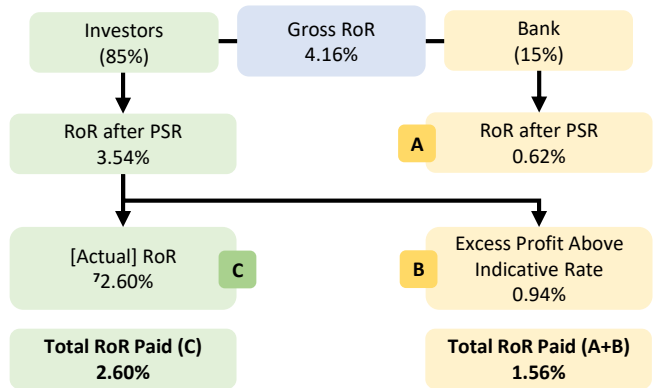 Investors
(85%)
Gross RoR
4.16%
Bank
(15%)
RoR after PSR
3.54%
A
RoR after PSR
0.62%
[Actual] RoR
⁷2.60%
C
B
Excess Profit Above
Indicative Rate
0.94%
Total RoR Paid (C)
2.60%
Total RoR Paid (A+B)
1.56%